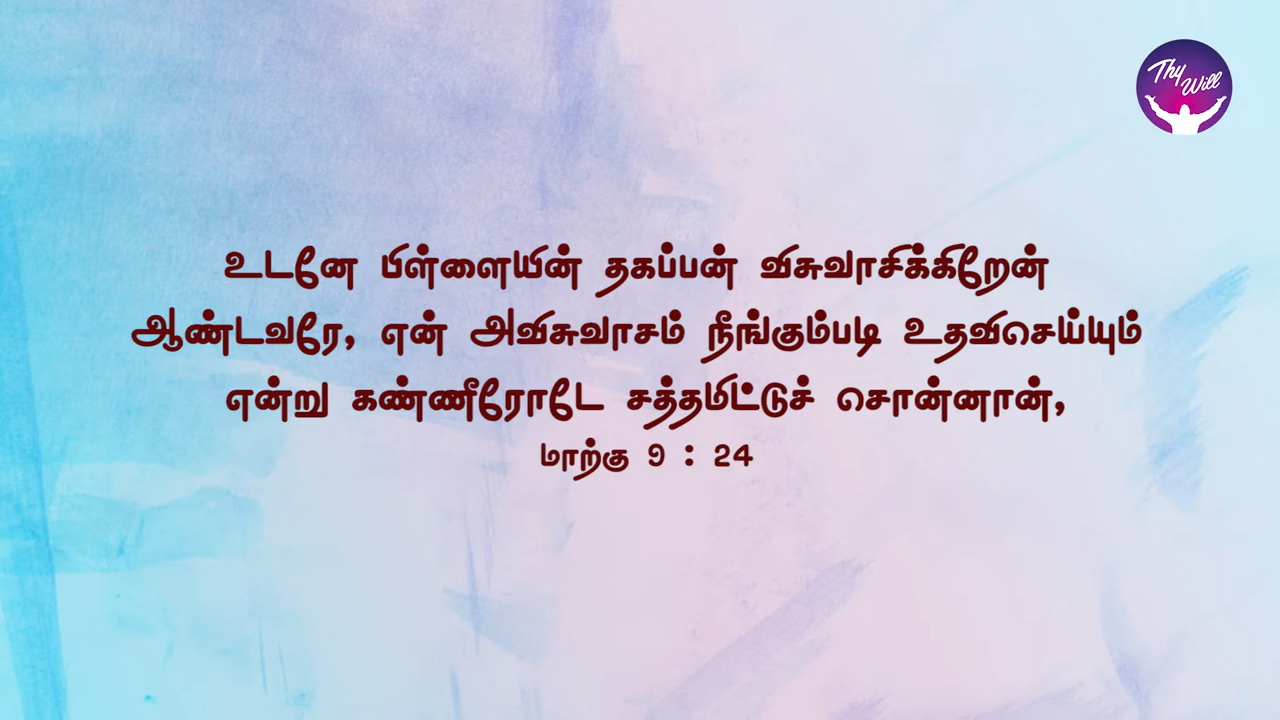 Thy
Will
உடனே பிள்ளையின் தகப்பன் விசுவாசிக்கிறேன்
ஆண்டவரே, என் அவிசுவாசம் நீங்கும்படி உதவிசெய்யும்
என்று கண்ணீரோடே சத்தமிட்டுச் சொன்னான்,
மாற்கு 9 : 24